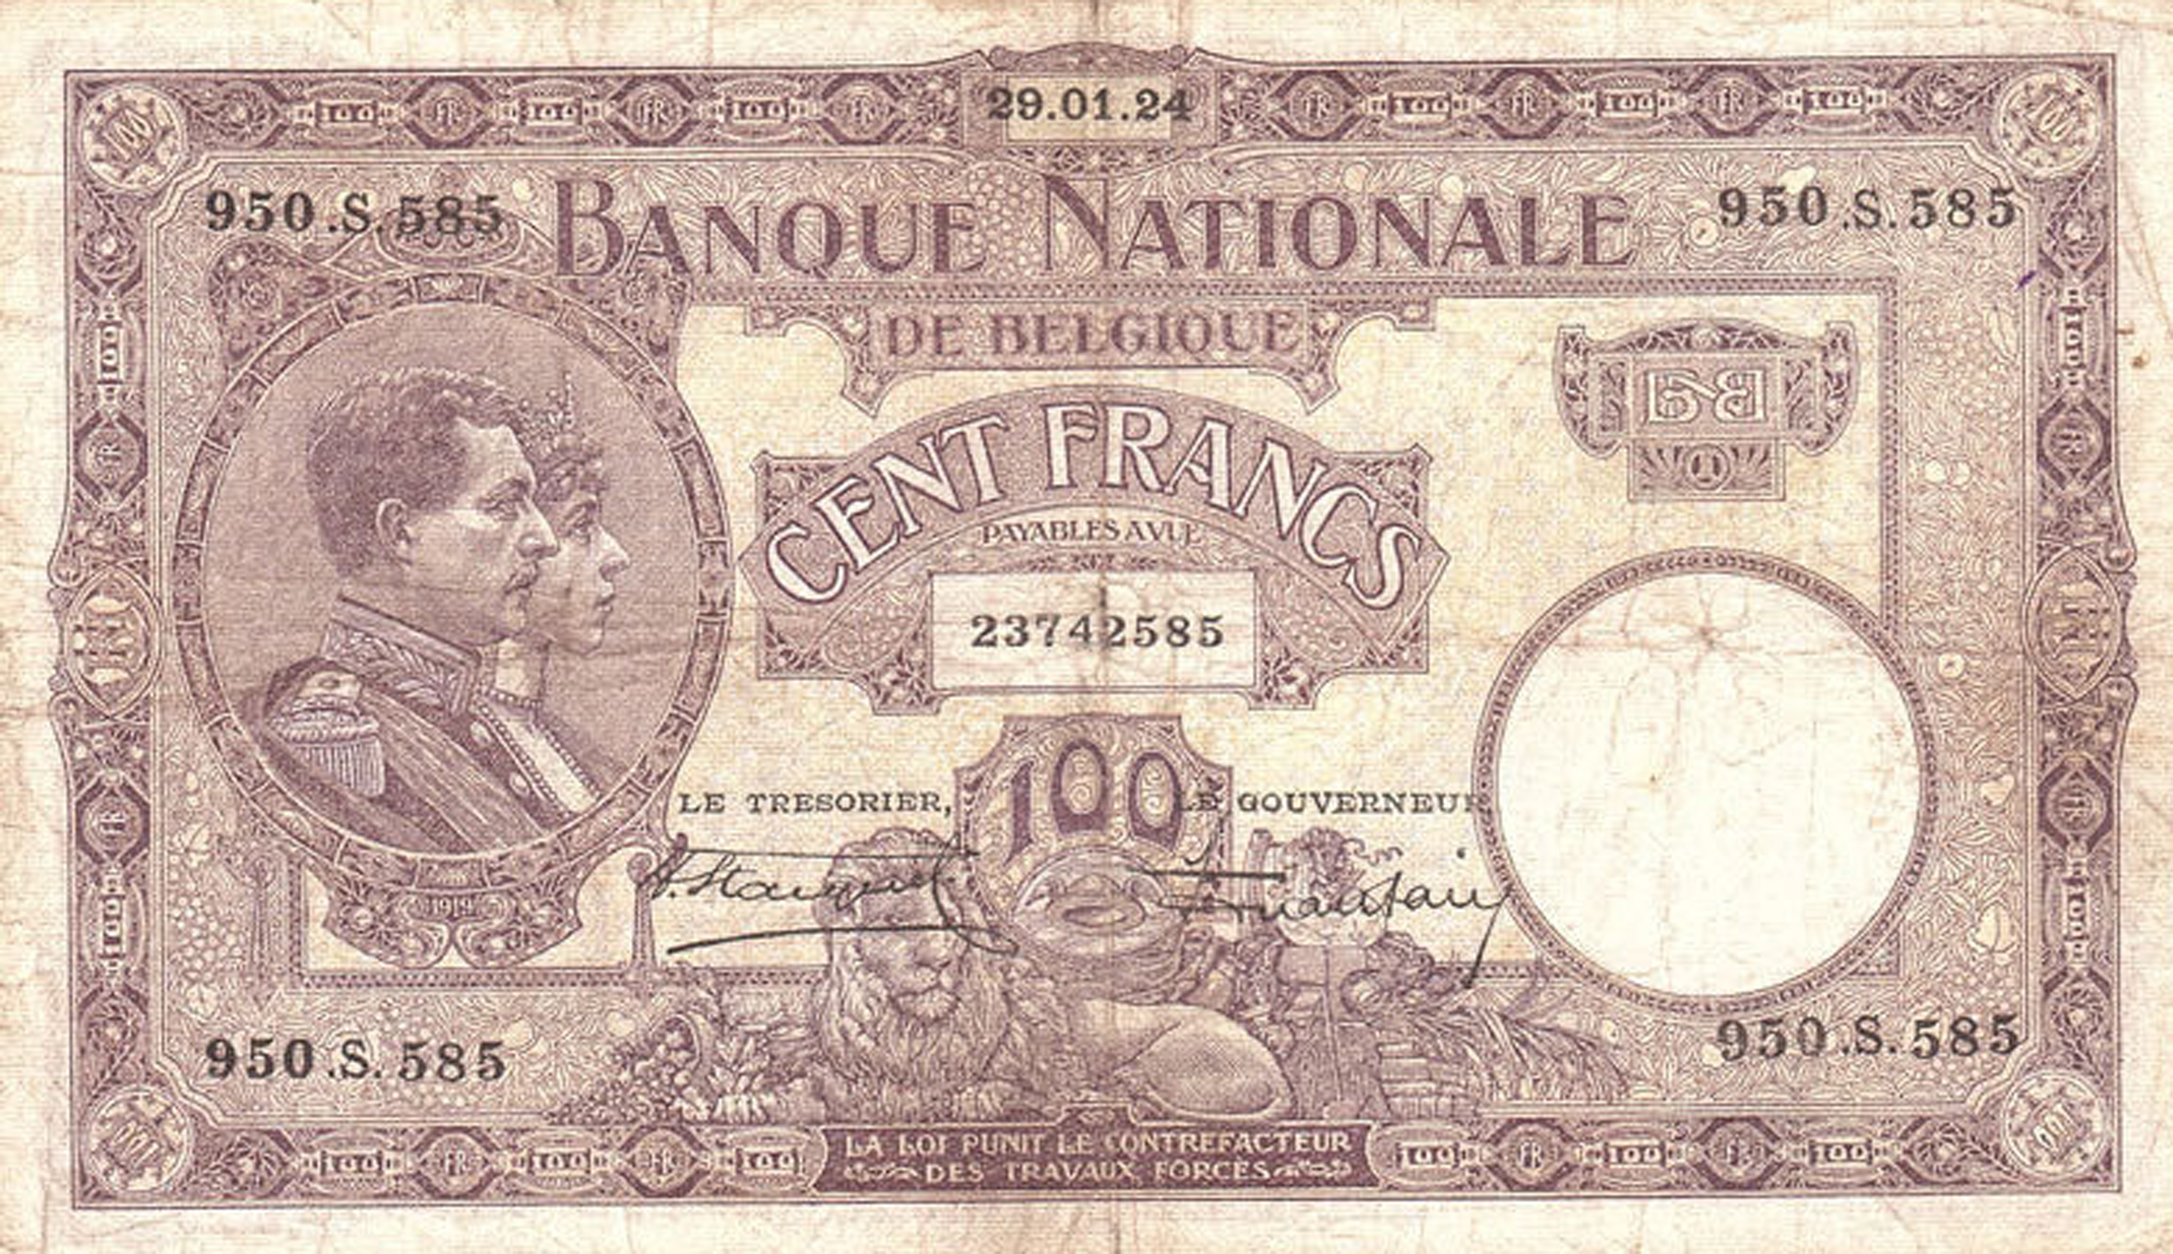 29.01.24
950.S.585
BANQUE NATIONALE
950.S.585
DE BELGIQUE
CENT FRANCS
PAYABLES A VUE
23742585
100
LE TRESORIER,
LE GOUVERNEUR
1919
950.S.585
950.S.585
LA LOI PUNIT LE CONTREFACTEUR
DES TRAVAUX FORCES